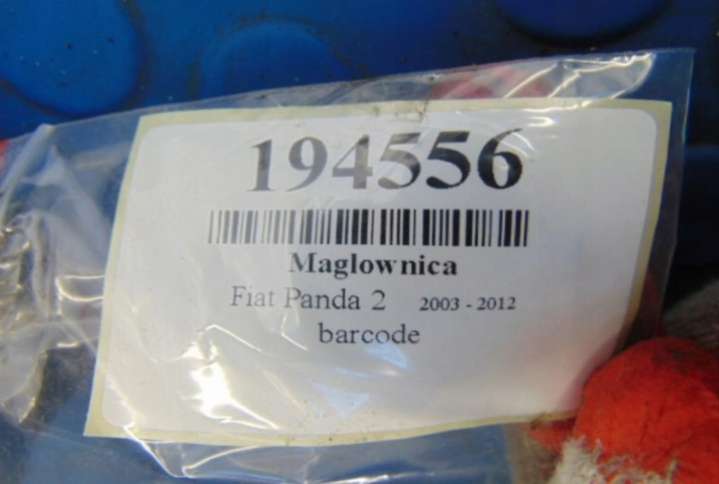 194556
Maglownica
Fiat Panda 2 2003 - 2012
barcode